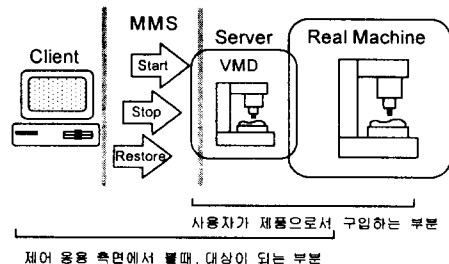 MMS
Client
Server
Real Machine
VMD
Start
Stop
Restore
사용자가 제품으로서 구입하는 부분
제어 응용 측면에서 볼때, 대상이 되는 부분